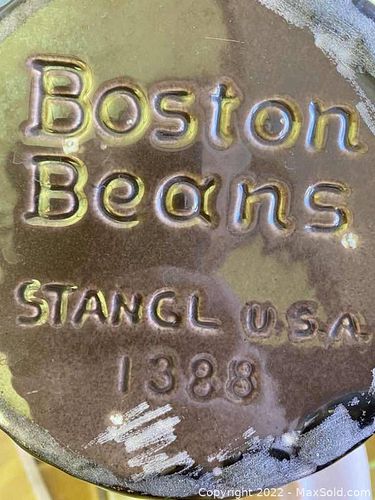 Boston
Beans
STANGL U.S.A.
1388
Copyright © 2022 - MaxSold.com